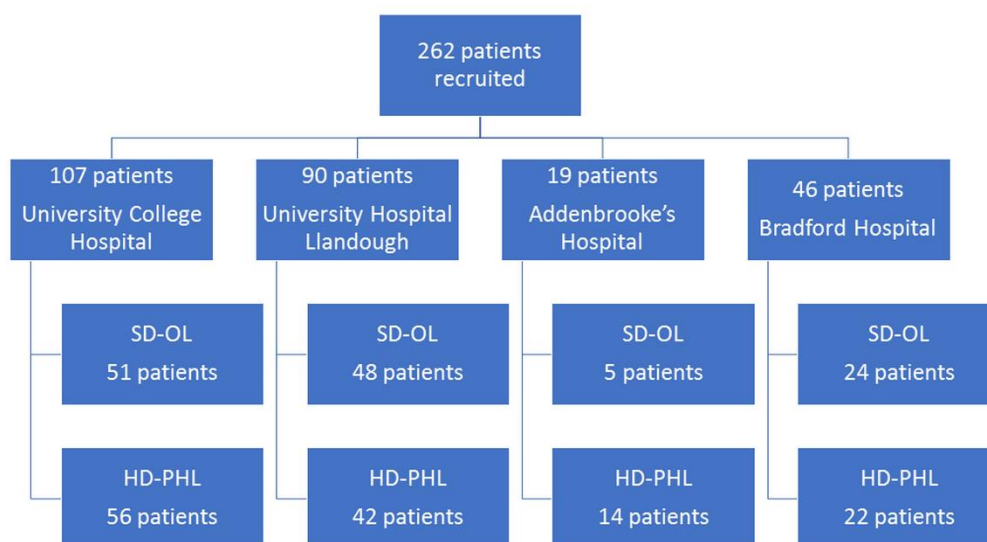 262 patients
recruited
107 patients
University College
Hospital
90 patients
University Hospital
Llandough
19 patients
Addenbrooke's
Hospital
46 patients
Bradford Hospital
SD-OL
51 patients
SD-OL
48 patients
SD-OL
5 patients
SD-OL
24 patients
HD-PHL
56 patients
HD-PHL
42 patients
HD-PHL
14 patients
HD-PHL
22 patients